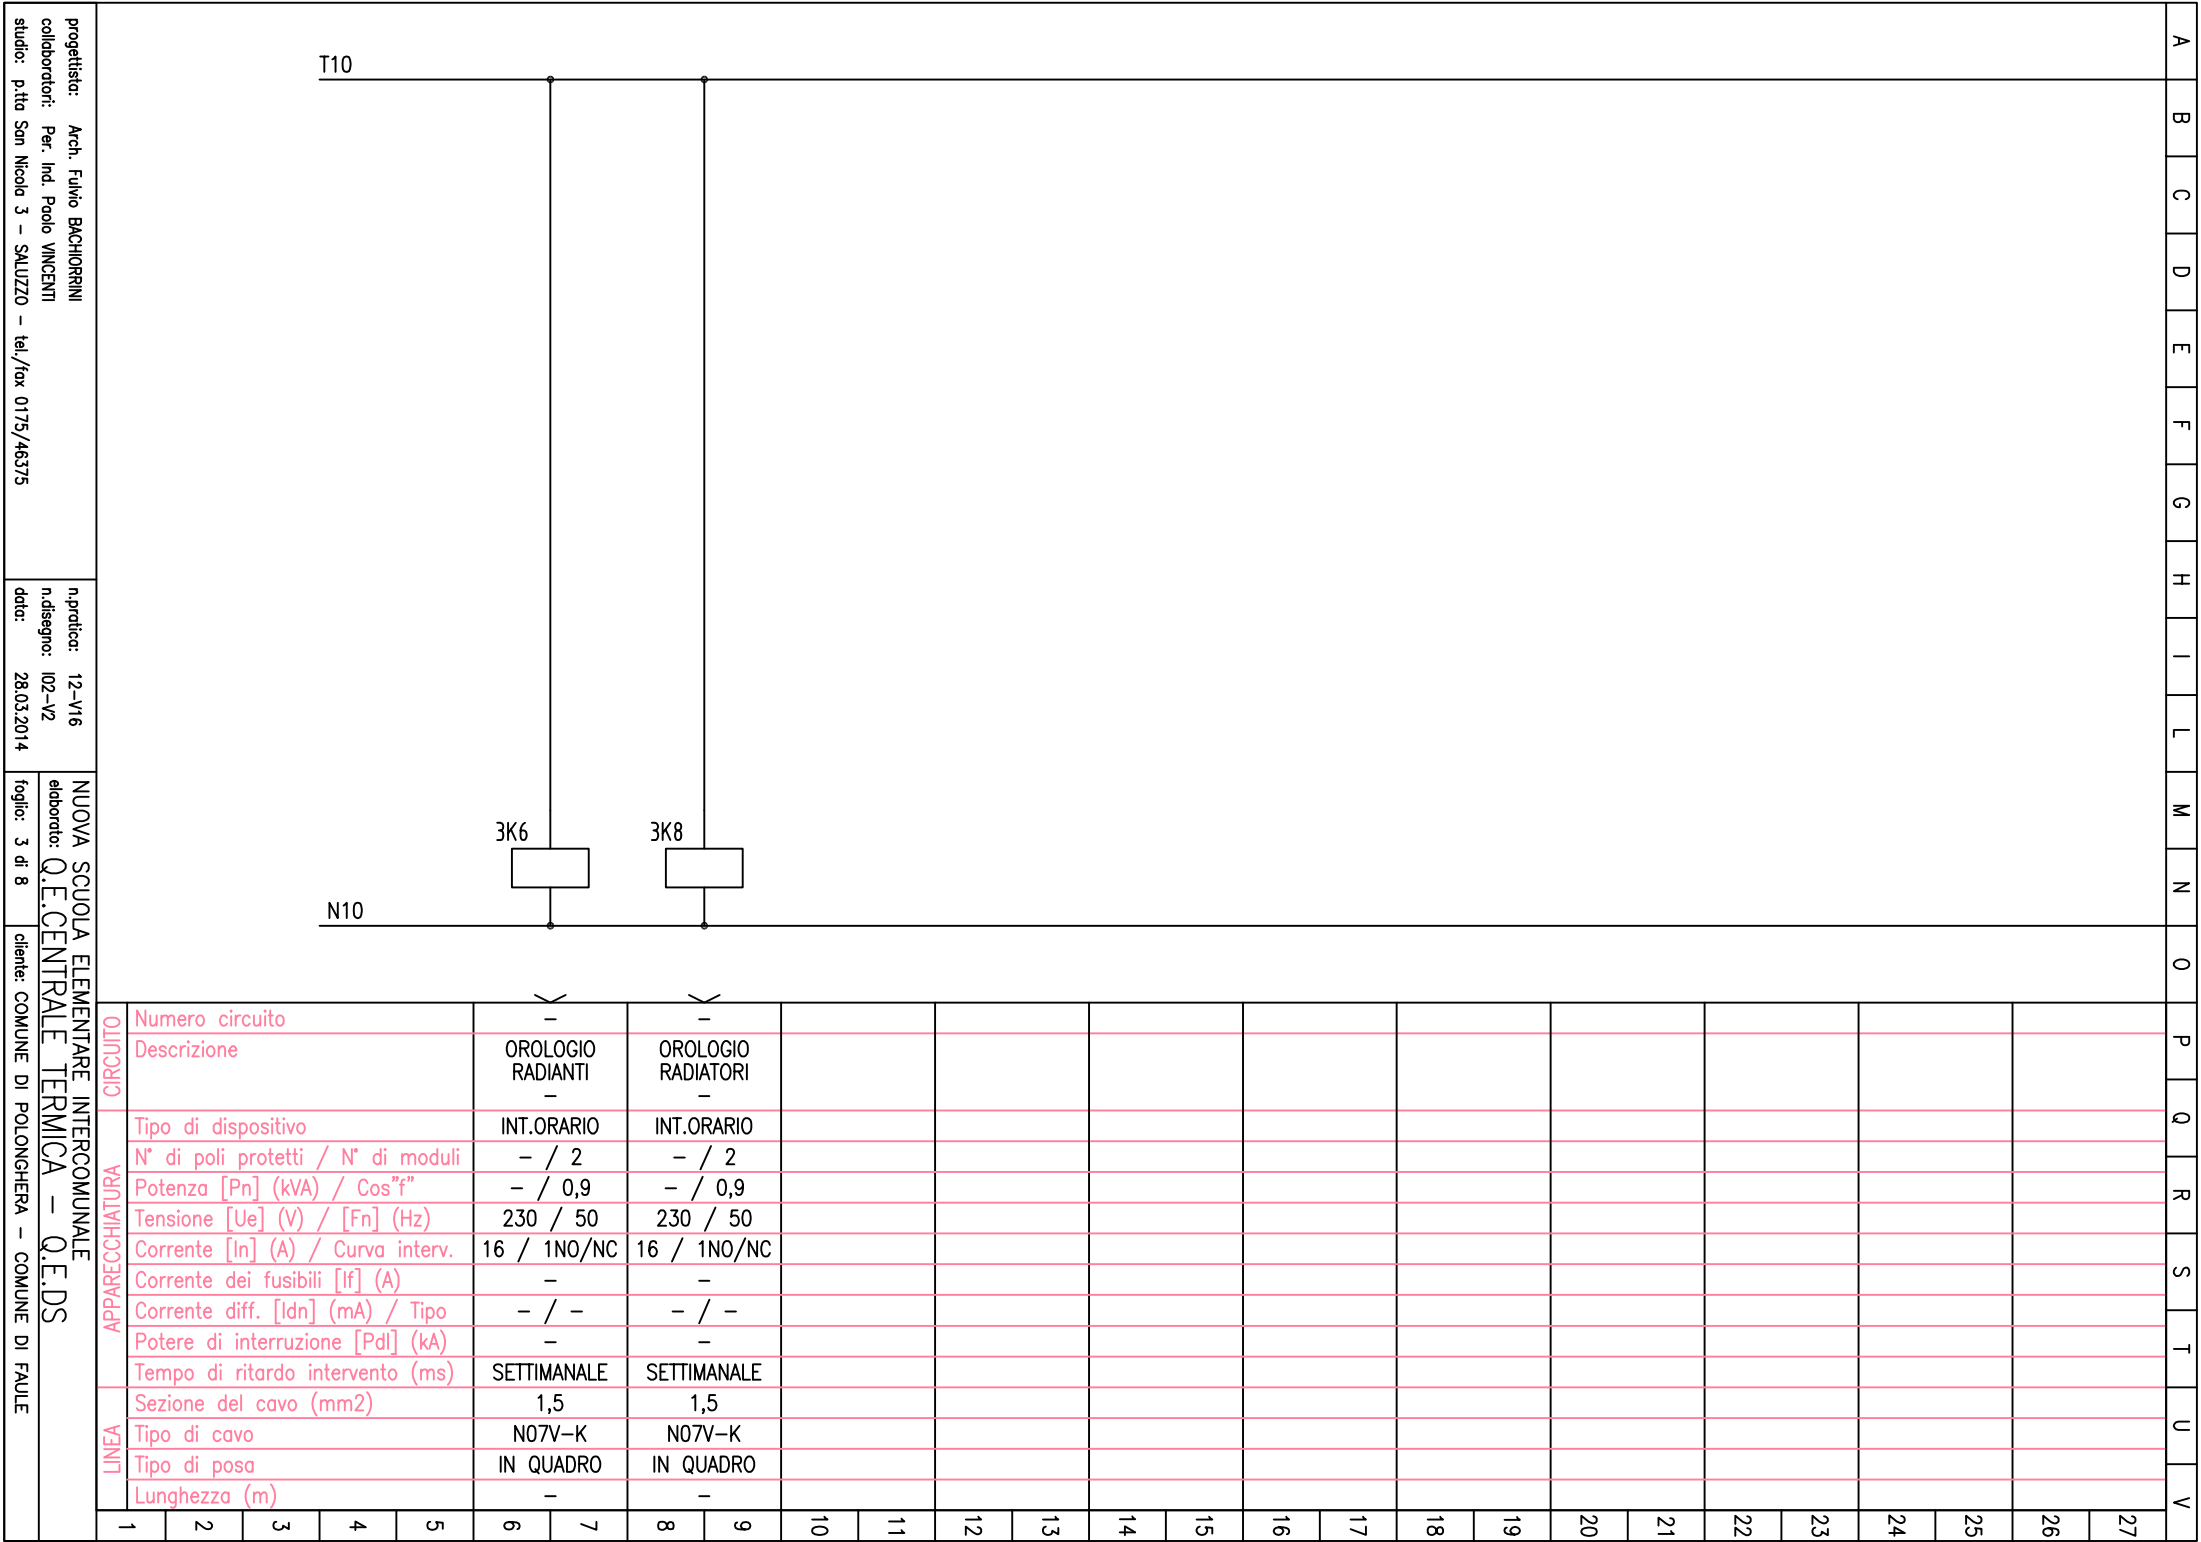 T10
3K6
3K8
N10
CIRCUITO
Numero circuito - -
Descrizione OROLOGIO RADIANTI - OROLOGIO RADIATORI -
APPARECCHIATURA
Tipo di dispositivo INT.ORARIO INT.ORARIO
N° di poli protetti / N° di moduli - / 2 - / 2
Potenza [Pn] (kVA) / Cos"f" - / 0,9 - / 0,9
Tensione [Ue] (V) / [Fn] (Hz) 230 / 50 230 / 50
Corrente [In] (A) / Curva interv. 16 / 1NO/NC 16 / 1NO/NC
Corrente dei fusibili [If] (A) - -
Corrente diff. [Idn] (mA) / Tipo - / - - / -
Potere di interruzione [PdI] (kA) - -
Tempo di ritardo intervento (ms) SETTIMANALE SETTIMANALE
LINEA
Sezione del cavo (mm2) 1,5 1,5
Tipo di cavo N07V-K N07V-K
Tipo di posa IN QUADRO IN QUADRO
Lunghezza (m) - -
1 2 3 4 5 6 7 8 9 10 11 12 13 14 15 16 17 18 19 20 21 22 23 24 25 26 27
A B C D E F G H I L M N O P Q R S T U V
progettista: Arch. Fulvio BACHIORRINI
collaboratori: Per. Ind. Paolo VINCENTI
studio: p.tta San Nicola 3 - SALUZZO - tel./fax 0175/46375
n.pratica: 12-V16
n.disegno: I02-V2
data: 28.03.2014
NUOVA SCUOLA ELEMENTARE INTERCOMUNALE
elaborato: Q.E.CENTRALE TERMICA - Q.E.DS
foglio: 3 di 8
cliente: COMUNE DI POLONGHERA - COMUNE DI FAULE